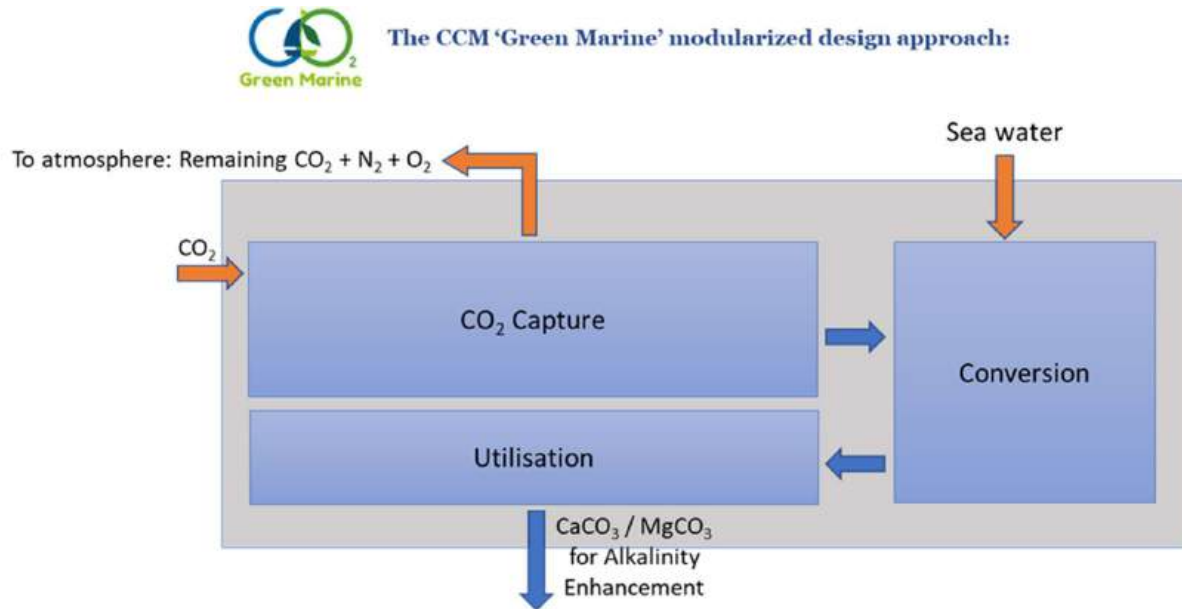 CO2
Green Marine
The CCM ‘Green Marine’ modularized design approach:
Sea water
To atmosphere: Remaining CO₂ + N₂ + O₂
CO₂
CO₂ Capture
Conversion
Utilisation
CaCO₃ / MgCO₃
for Alkalinity
Enhancement